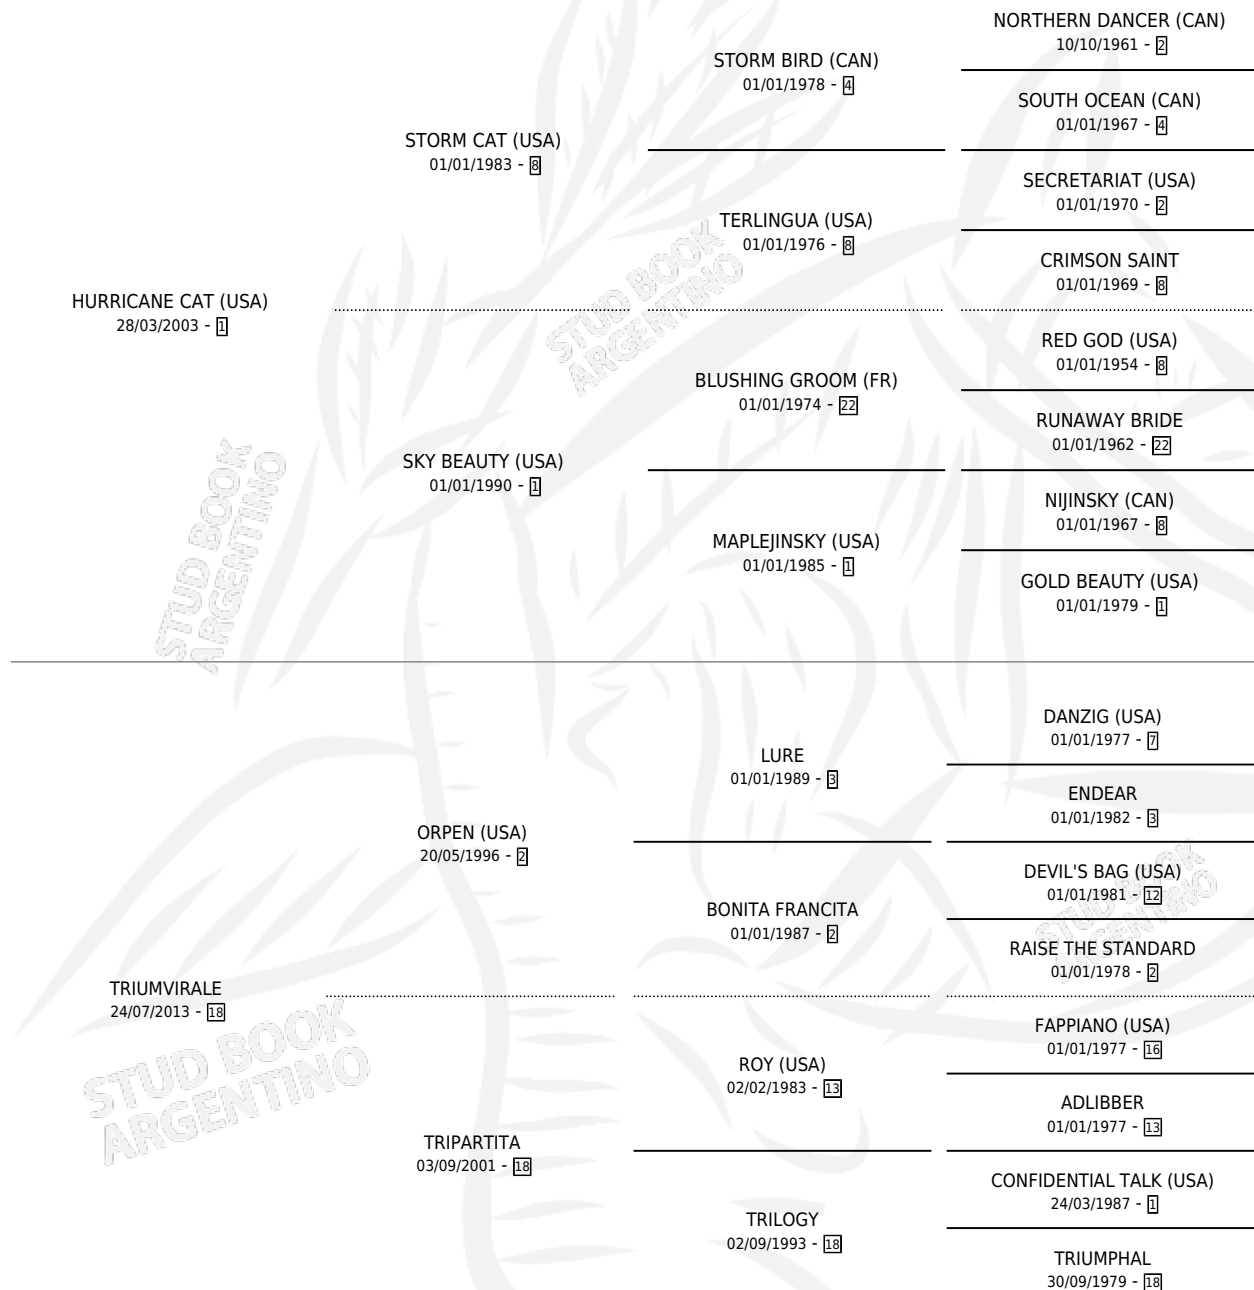 NORTHERN DANCER (CAN)
10/10/1961 - 2
STORM BIRD (CAN)
01/01/1978 - 4
SOUTH OCEAN (CAN)
01/01/1967 - 4
STORM CAT (USA)
01/01/1983 - 8
SECRETARIAT (USA)
01/01/1970 - 2
TERLINGUA (USA)
01/01/1976 - 8
CRIMSON SAINT
01/01/1969 - 8
HURRICANE CAT (USA)
28/03/2003 - 1
RED GOD (USA)
01/01/1954 - 8
BLUSHING GROOM (FR)
01/01/1974 - 22
RUNAWAY BRIDE
01/01/1962 - 22
SKY BEAUTY (USA)
01/01/1990 - 1
NIJINSKY (CAN)
01/01/1967 - 8
MAPLEJINSKY (USA)
01/01/1985 - 1
GOLD BEAUTY (USA)
01/01/1979 - 1
DANZIG (USA)
01/01/1977 - 7
LURE
01/01/1989 - 3
ENDEAR
01/01/1982 - 3
ORPEN (USA)
20/05/1996 - 2
DEVIL'S BAG (USA)
01/01/1981 - 12
BONITA FRANCITA
01/01/1987 - 2
RAISE THE STANDARD
01/01/1978 - 2
TRIUMVIRALE
24/07/2013 - 18
FAPPIANO (USA)
01/01/1977 - 16
ROY (USA)
02/02/1983 - 13
ADLIBBER
01/01/1977 - 13
TRIPARTITA
03/09/2001 - 18
CONFIDENTIAL TALK (USA)
24/03/1987 - 1
TRILOGY
02/09/1993 - 18
TRIUMPHAL
30/09/1979 - 18
STUD BOOK
ARGENTINO
STUD BOOK
ARGENTINO
STUD BOOK
ARGENTINO
STUD BOOK
ARGENTINO